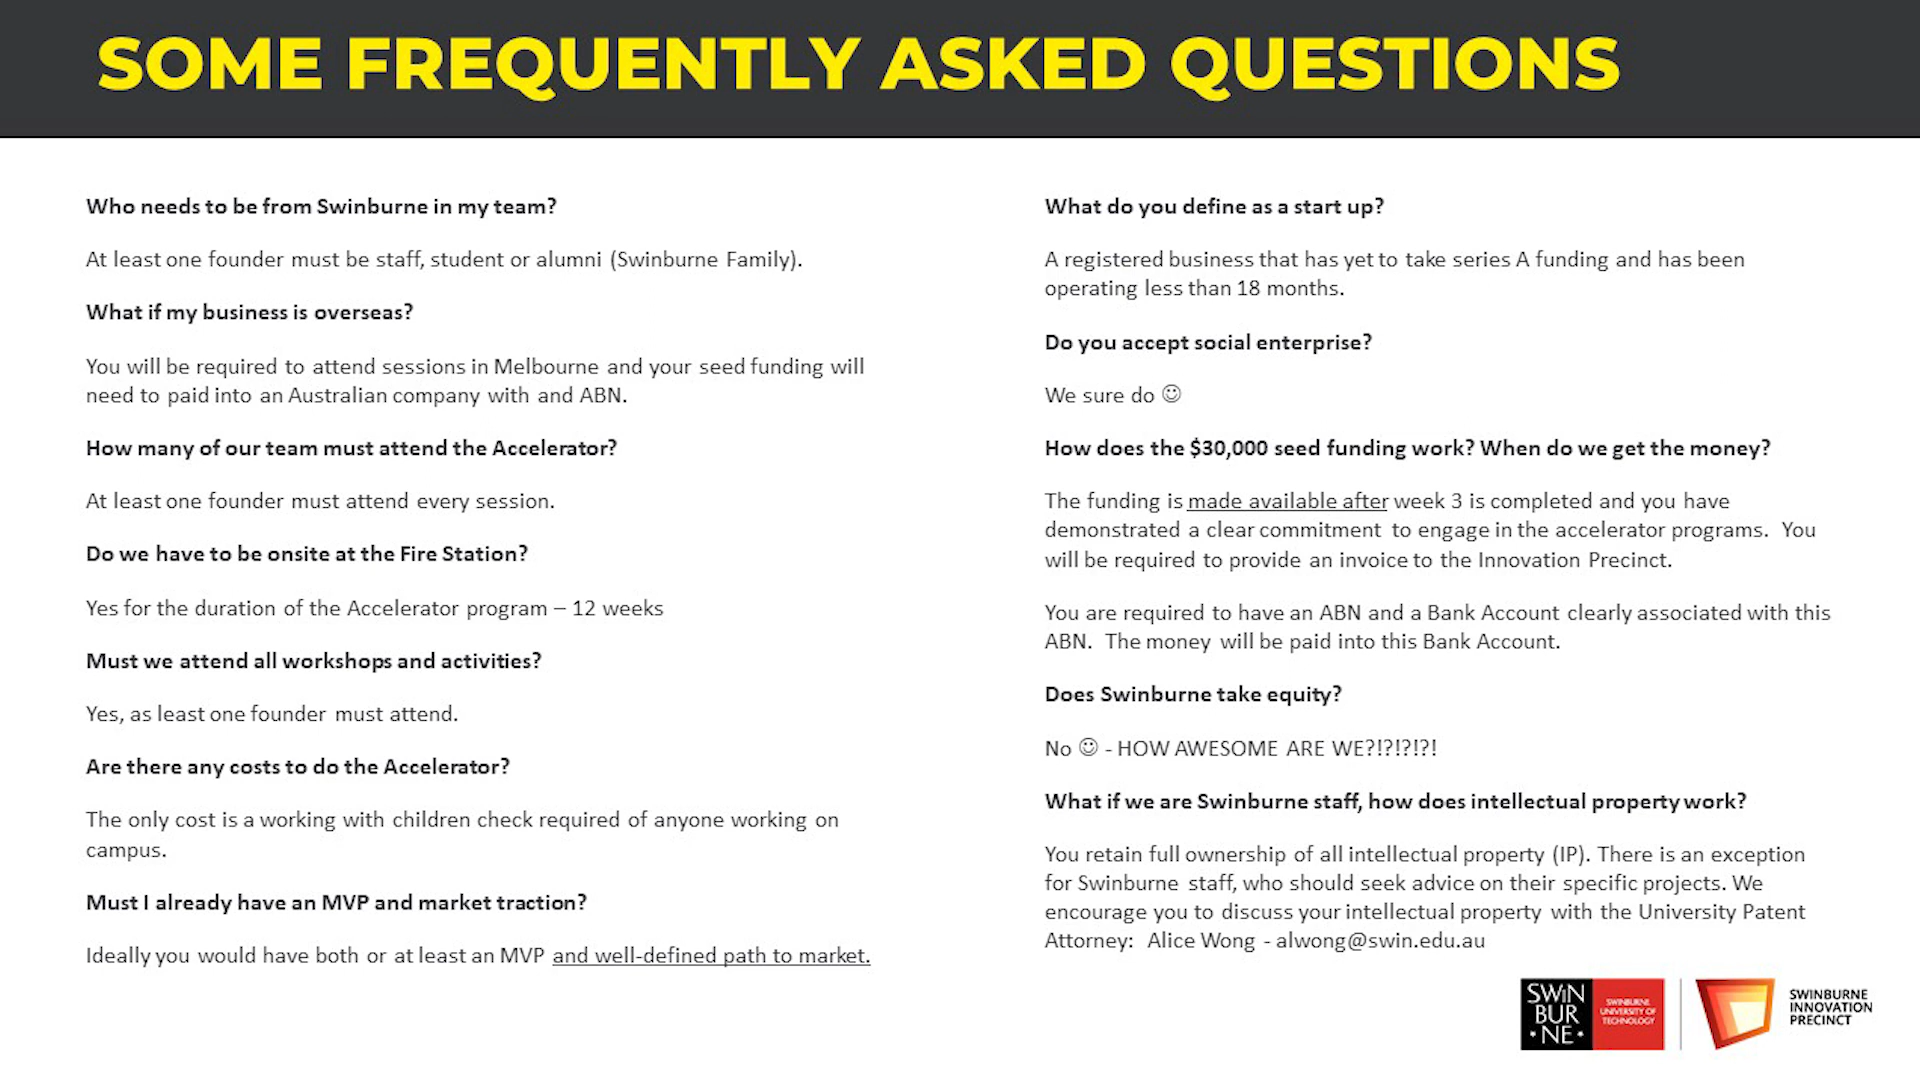 SOME FREQUENTLY ASKED QUESTIONS
Who needs to be from Swinburne in my team?
At least one founder must be staff, student or alumni (Swinburne Family).
What if my business is overseas?
You will be required to attend sessions in Melbourne and your seed funding will
need to paid into an Australian company with and ABN.
How many of our team must attend the Accelerator?
At least one founder must attend every session.
Do we have to be onsite at the Fire Station?
Yes for the duration of the Accelerator program – 12 weeks
Must we attend all workshops and activities?
Yes, as least one founder must attend.
Are there any costs to do the Accelerator?
The only cost is a working with children check required of anyone working on
campus.
Must I already have an MVP and market traction?
Ideally you would have both or at least an MVP and well-defined path to market.
What do you define as a start up?
A registered business that has yet to take series A funding and has been
operating less than 18 months.
Do you accept social enterprise?
We sure do ☺
How does the $30,000 seed funding work? When do we get the money?
The funding is made available after week 3 is completed and you have
demonstrated a clear commitment to engage in the accelerator programs. You
will be required to provide an invoice to the Innovation Precinct.
You are required to have an ABN and a Bank Account clearly associated with this
ABN. The money will be paid into this Bank Account.
Does Swinburne take equity?
No ☺ - HOW AWESOME ARE WE?!?!?!?!
What if we are Swinburne staff, how does intellectual property work?
You retain full ownership of all intellectual property (IP). There is an exception
for Swinburne staff, who should seek advice on their specific projects. We
encourage you to discuss your intellectual property with the University Patent
Attorney: Alice Wong - alwong@swin.edu.au
SWIN
BUR
* NE *
SWINBURNE
UNIVERSITY OF
TECHNOLOGY
SWINBURNE
INNOVATION
PRECINCT